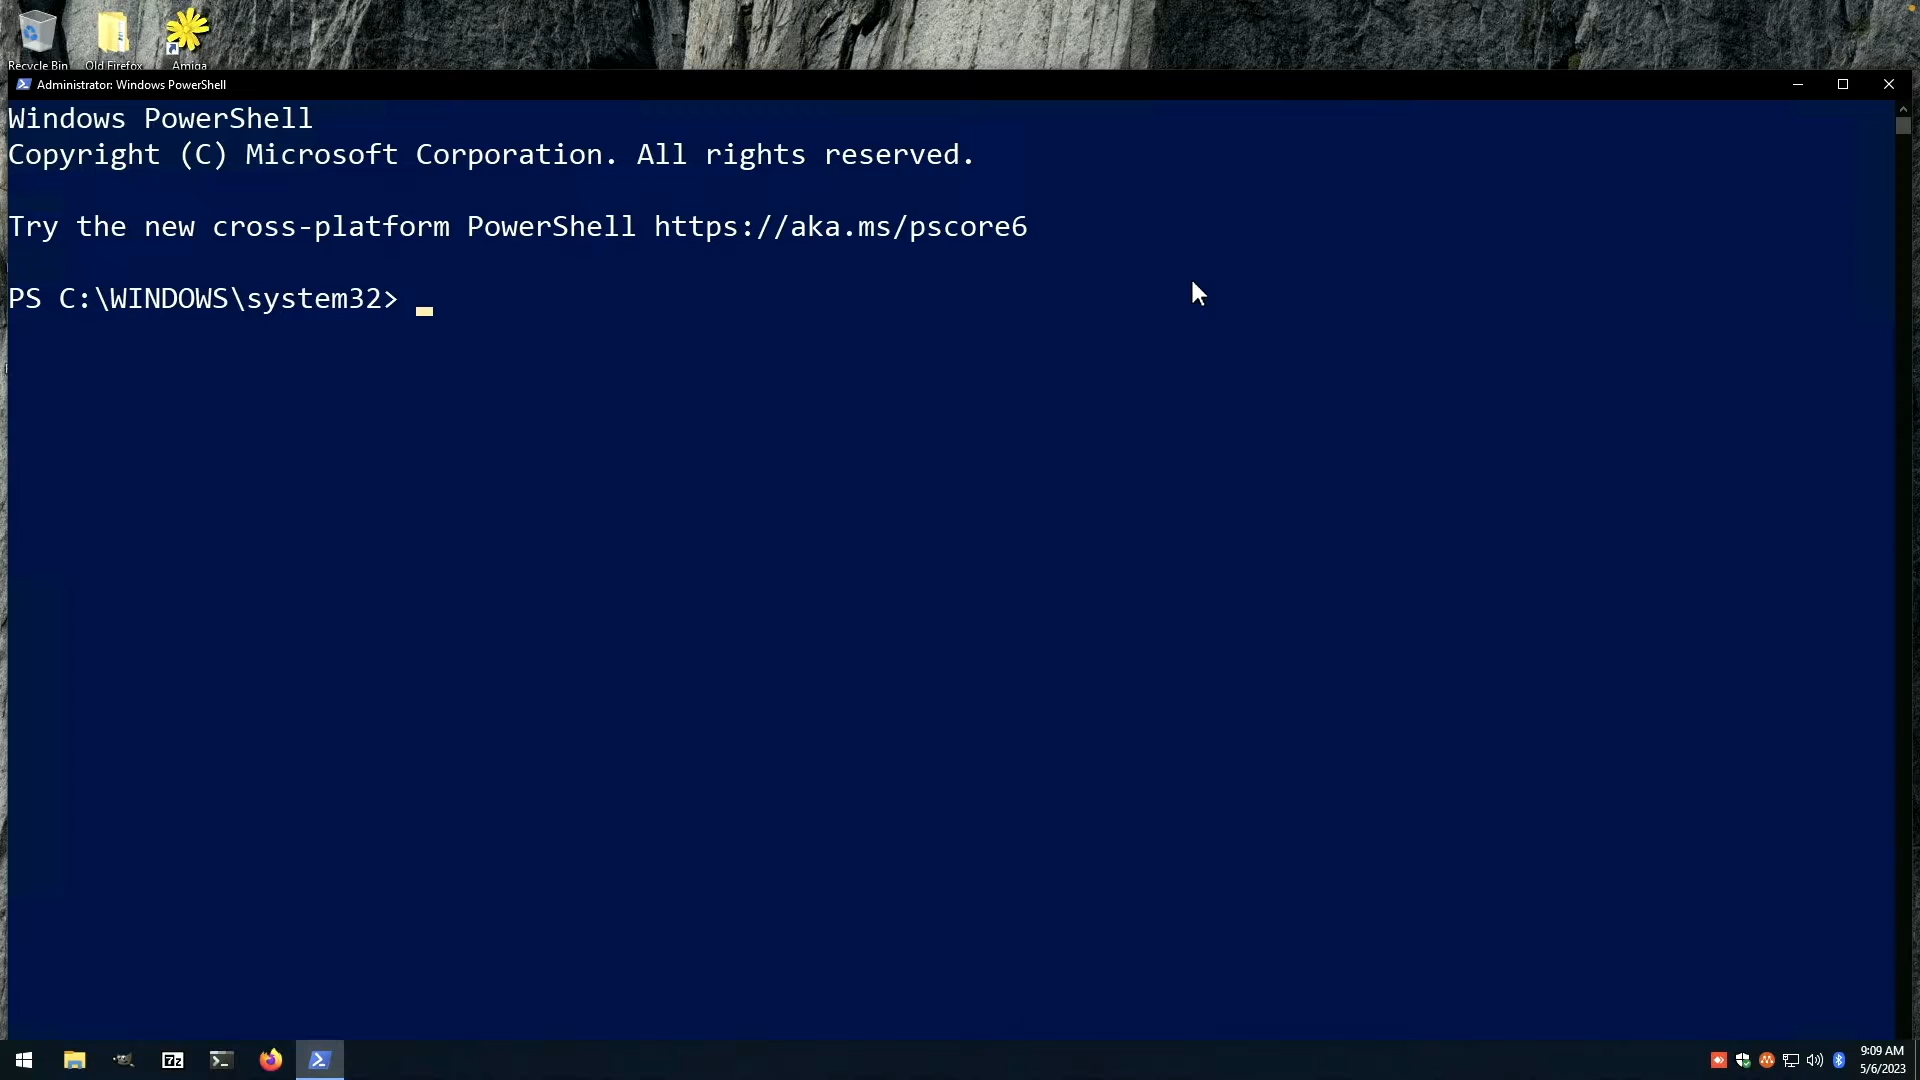 Recycle Bin
Old Firefox
Amiga
Administrator: Windows PowerShell
Windows PowerShell
Copyright (C) Microsoft Corporation. All rights reserved.
Try the new cross-platform PowerShell https://aka.ms/pscore6
PS C:\WINDOWS\system32>
7z
9:09 AM
5/6/2023